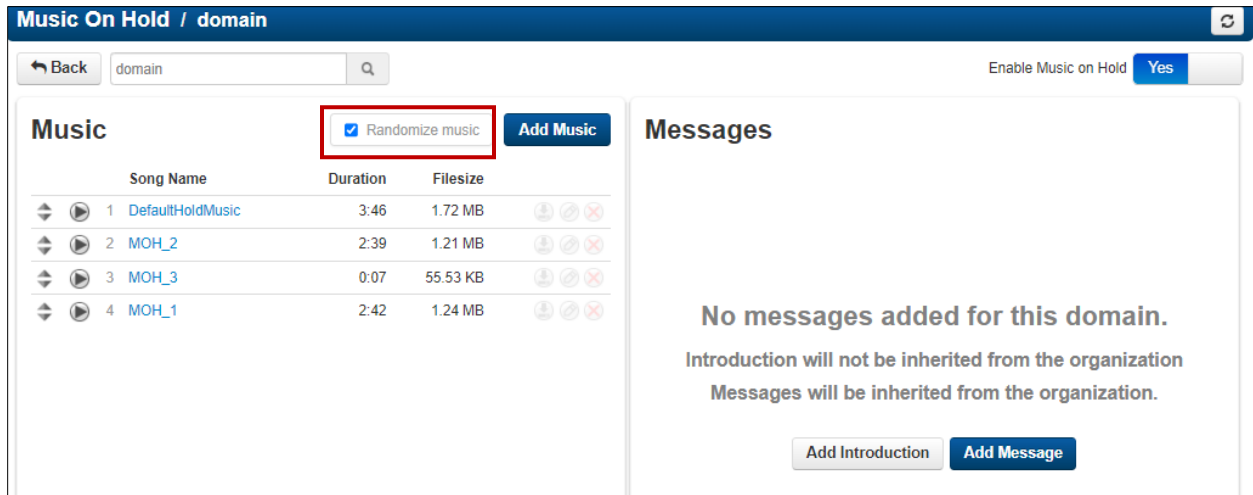 Music On Hold / domain
Back domain Enable Music on Hold Yes
Music Randomize music Add Music
Song Name Duration Filesize
1 DefaultHoldMusic 3:46 1.72 MB
2 MOH_2 2:39 1.21 MB
3 MOH_3 0:07 55.53 KB
4 MOH_1 2:42 1.24 MB
Messages
No messages added for this domain.
Introduction will not be inherited from the organization
Messages will be inherited from the organization.
Add Introduction Add Message